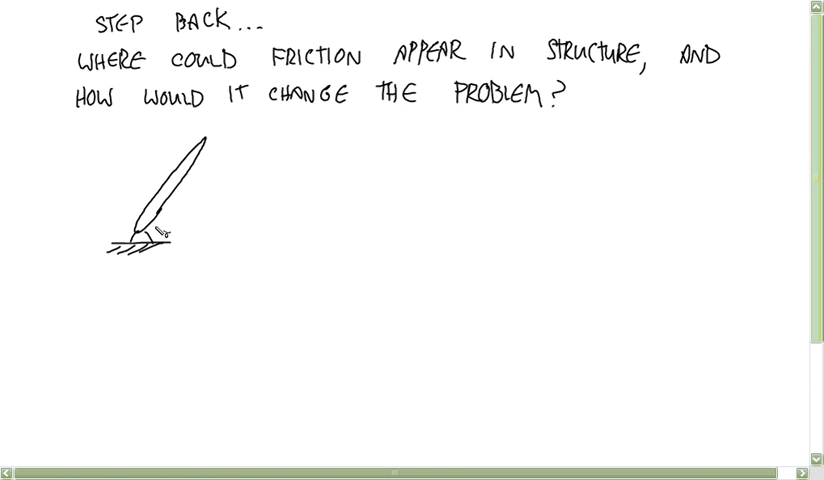 STEP BACK...
WHERE COULD FRICTION APPEAR IN STRUCTURE, AND
HOW WOULD IT CHANGE THE PROBLEM?